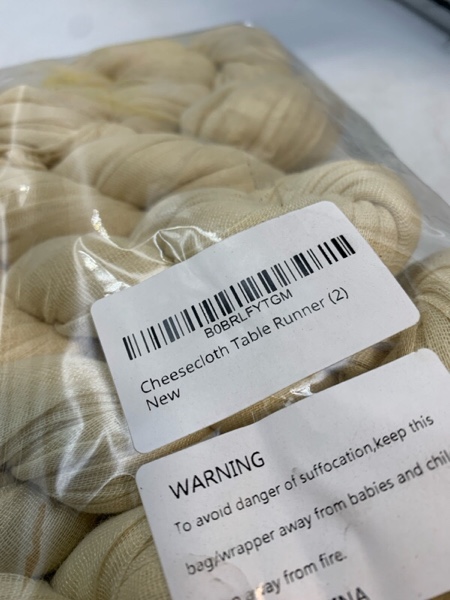 B0BRLFYTGM
Cheesecloth Table Runner (2)
New
WARNING
To avoid danger of suffocation,keep this
bag/wrapper away from babies and chil
away from fire.